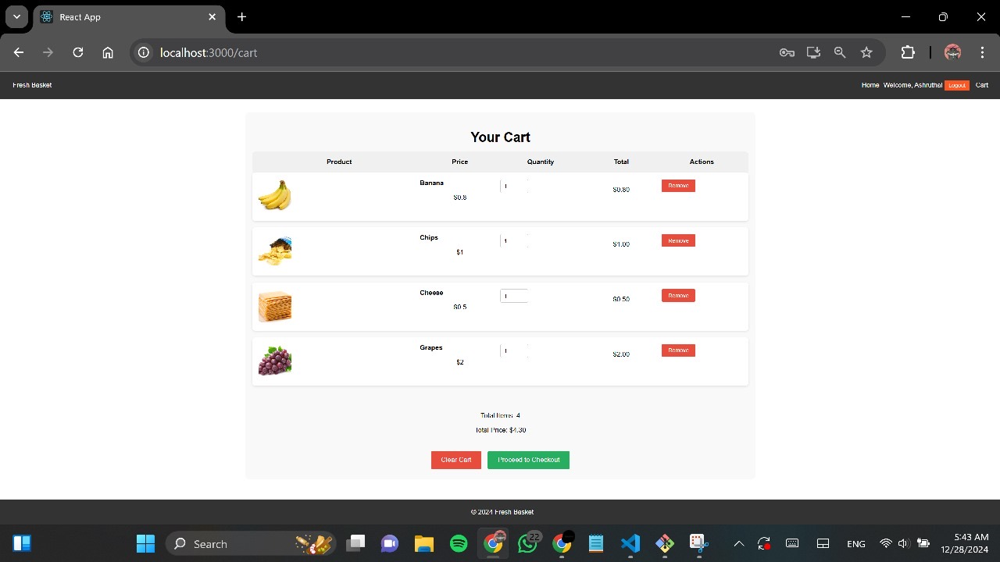 React App
localhost:3000/cart
Fresh Basket
Home Welcome, Ashruthal Logout Cart
Your Cart
Product Price Quantity Total Actions
Banana
$0.8
1
$0.80
Remove
Chips
$1
1
$1.00
Remove
Cheese
$0.5
1
$0.50
Remove
Grapes
$2
1
$2.00
Remove
Total Items: 4
Total Price: $4.30
Clear Cart Proceed to Checkout
© 2024 Fresh Basket
Search
22
ENG
5:43 AM
12/28/2024